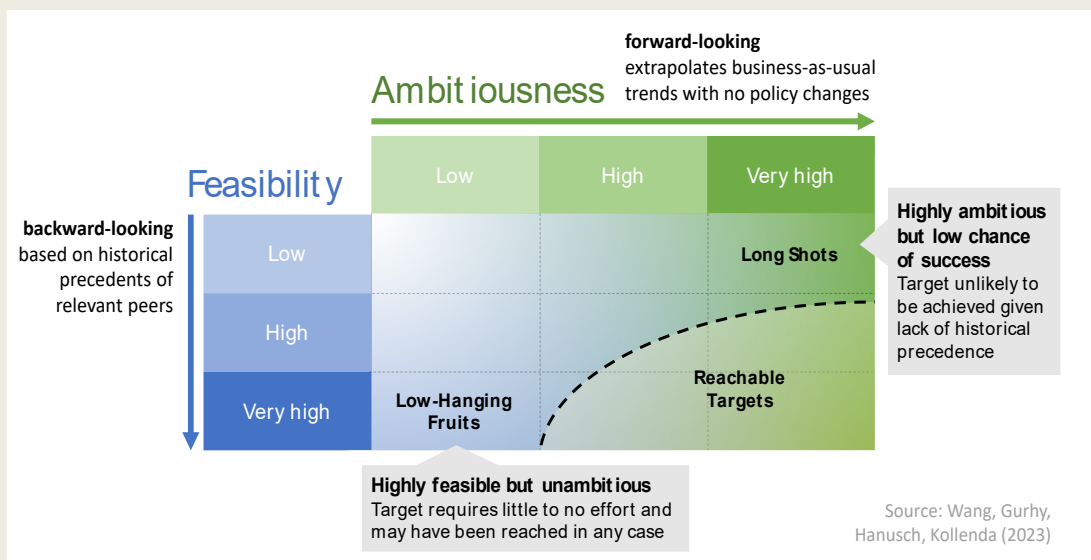 forward-looking
extrapolates business-as-usual
trends with no policy changes
Ambitiousness
Feasibility
Low
High
Very high
backward-looking
based on historical
precedents of
relevant peers
Low
High
Very high
Long Shots
Reachable
Targets
Low-Hanging
Fruits
Highly ambitious
but low chance
of success
Target unlikely to
be achieved given
lack of historical
precedence
Highly feasible but unambitious
Target requires little to no effort and
may have been reached in any case
Source: Wang, Gurhy,
Hanusch, Kollenda (2023)